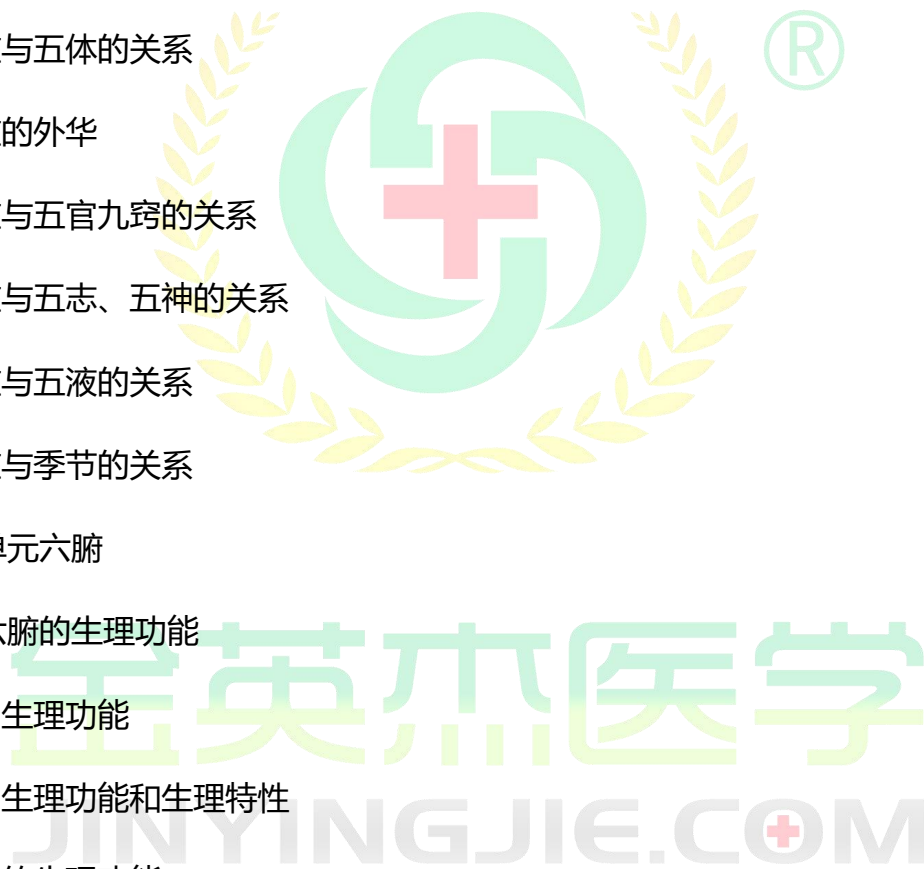 与五体的关系
的外华
与五官九窍的关系
与五志、五神的关系
与五液的关系
与季节的关系
单元六腑
六腑的生理功能
生理功能
生理功能和生理特性
®
金英杰医学
JINYINGJIE.COM